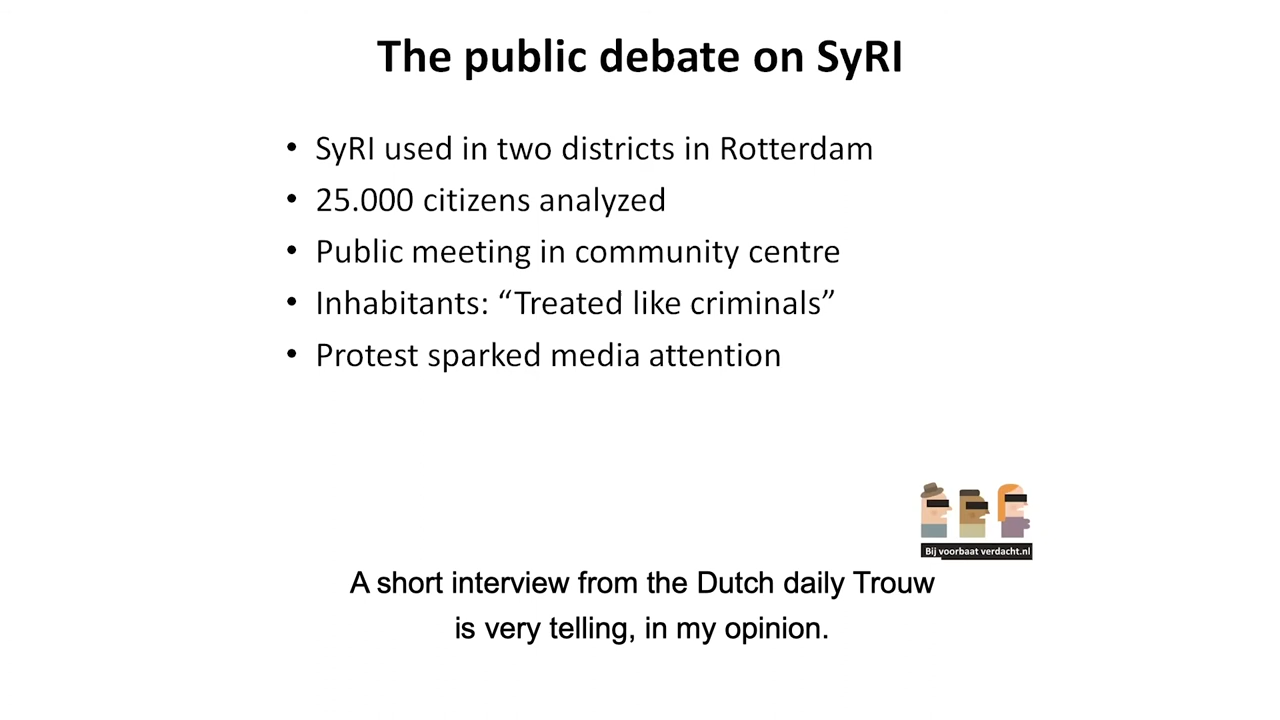 The public debate on SyRI
• SyRI used in two districts in Rotterdam
• 25.000 citizens analyzed
• Public meeting in community centre
• Inhabitants: “Treated like criminals”
• Protest sparked media attention
Bij voorbaat verdacht.nl
A short interview from the Dutch daily Trouw
is very telling, in my opinion.